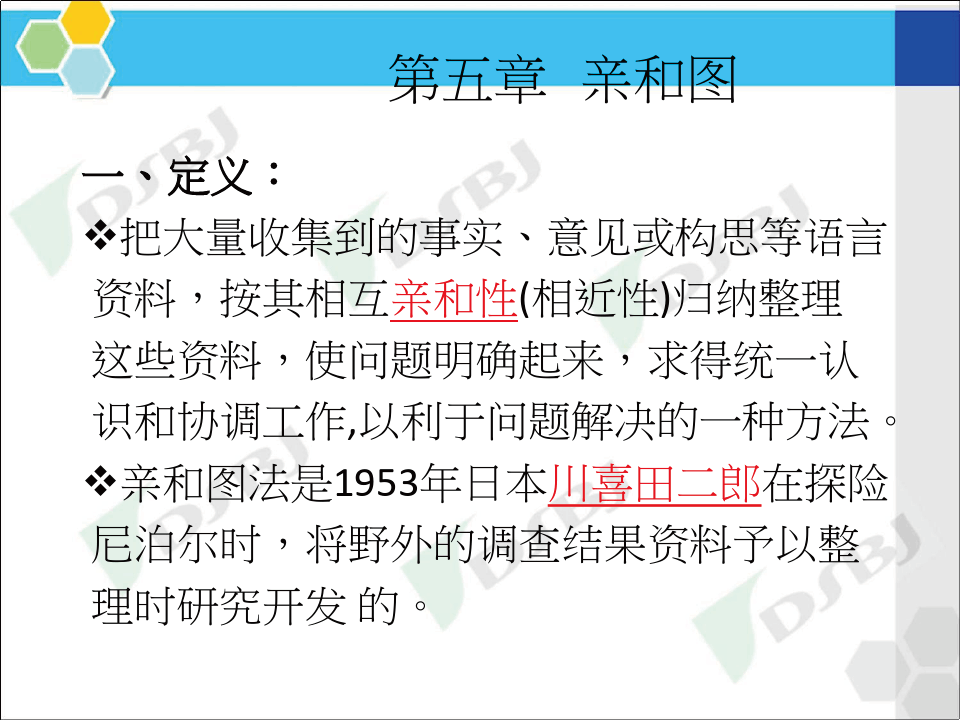 第五章 亲和图
一、定义：
❖把大量收集到的事实、意见或构思等语言
资料，按其相互亲和性(相近性)归纳整理
这些资料，使问题明确起来，求得统一认
识和协调工作,以利于问题解决的一种方法。
❖亲和图法是1953年日本川喜田二郎在探险
尼泊尔时，将野外的调查结果资料予以整
理时研究开发 的。
DSBJ
DSBJ
DSBJ
DSBJ
DSBJ
DSBJ